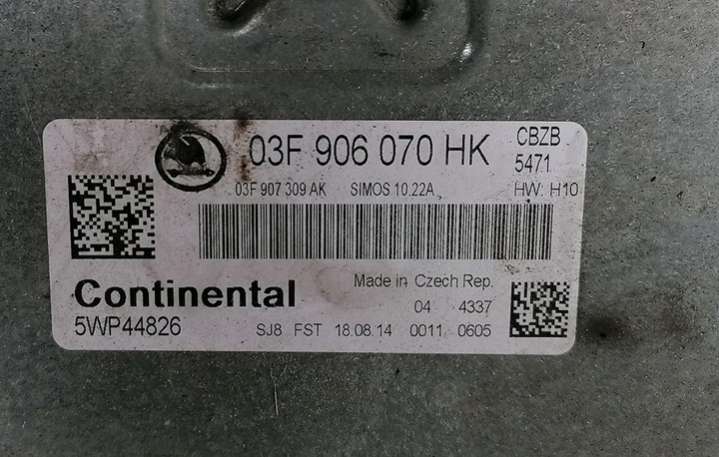 03F 906 070 HK CBZB
5471
03F 907 309 AK SIMOS 10.22A HW: H10
Continental Made in Czech Rep.
04 4337
5WP44826 SJ8 FST 18.08.14 0011 0605